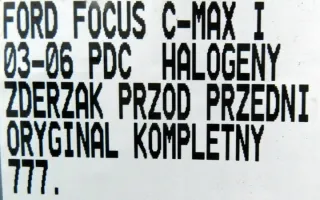 FORD FOCUS C-MAX I
03-06 PDC HALOGENY
ZDERZAK PRZOD PRZEDNI
ORYGINAL KOMPLETNY
777.